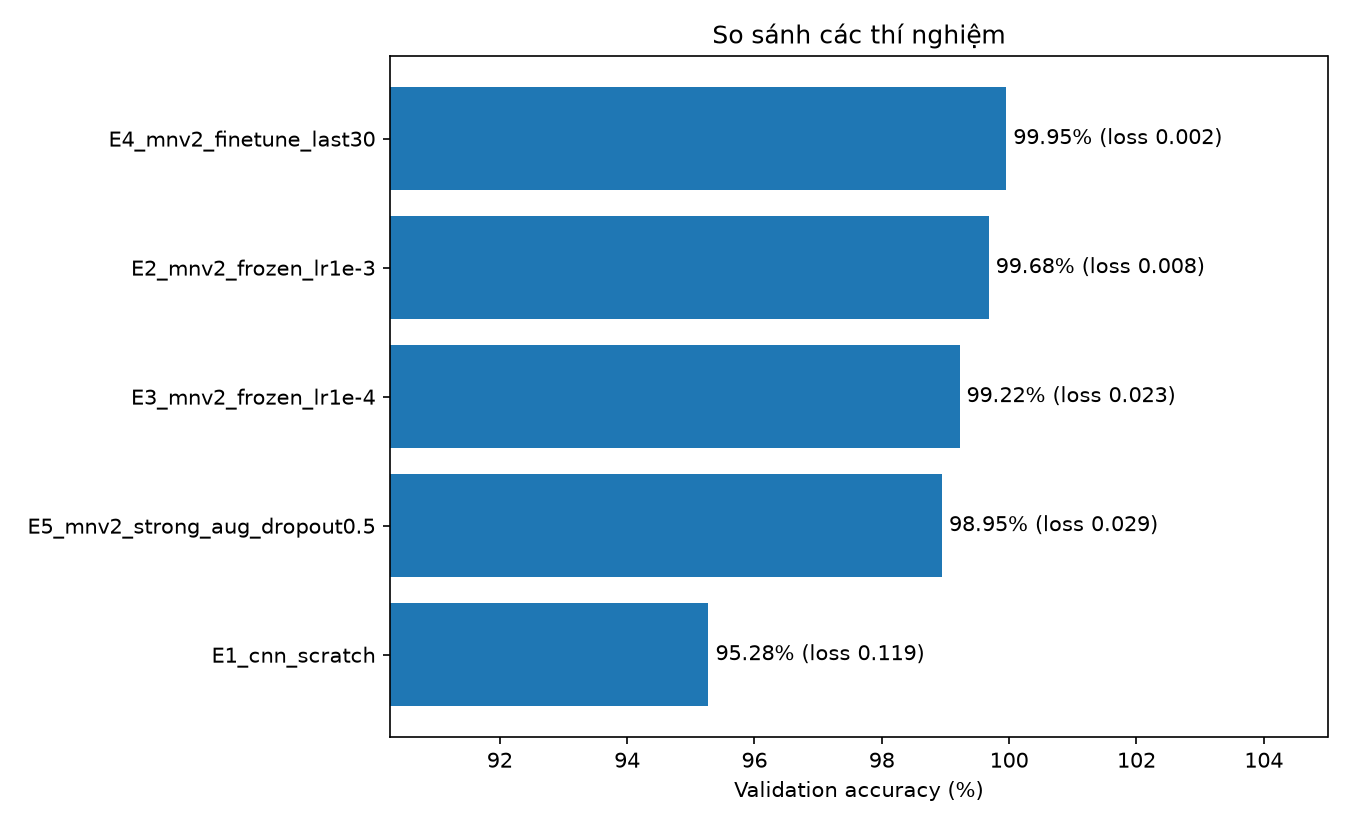 So sánh các thí nghiệm
E4_mnv2_finetune_last30
99.95% (loss 0.002)
E2_mnv2_frozen_lr1e-3
99.68% (loss 0.008)
E3_mnv2_frozen_lr1e-4
99.22% (loss 0.023)
E5_mnv2_strong_aug_dropout0.5
98.95% (loss 0.029)
E1_cnn_scratch
95.28% (loss 0.119)
92 94 96 98 100 102 104
Validation accuracy (%)